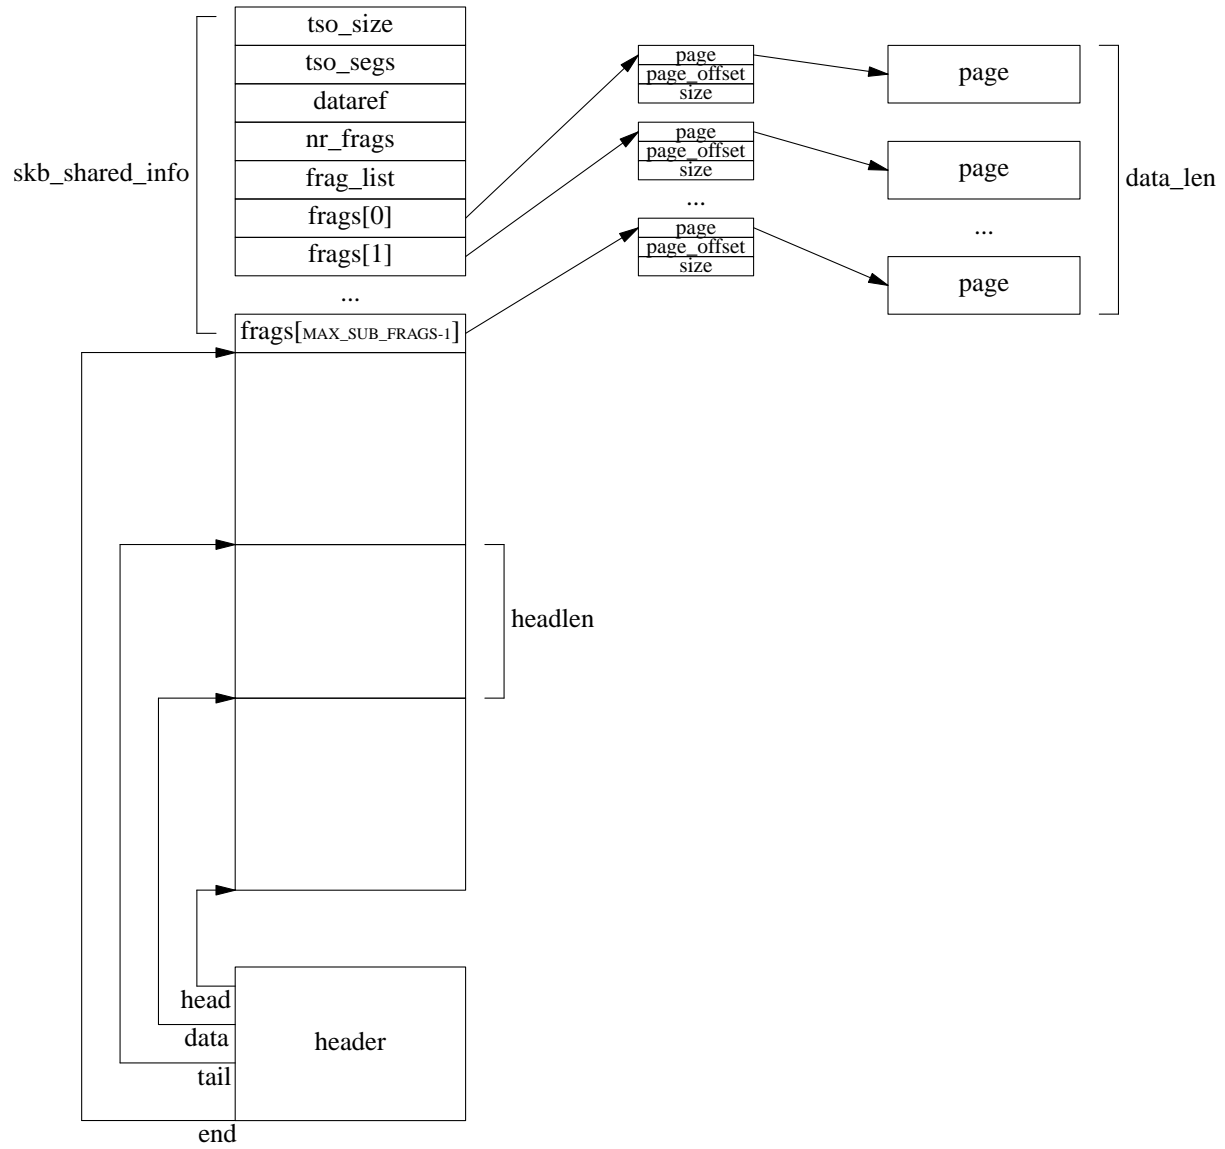 tso_size
tso_segs
dataref
nr_frags
frag_list
frags[0]
frags[1]
...
frags[MAX_SUB_FRAGS-1]
skb_shared_info
page
page_offset
size
page
page_offset
size
...
page
page_offset
size
page
page
...
page
data_len
headlen
head
data
tail
end
header